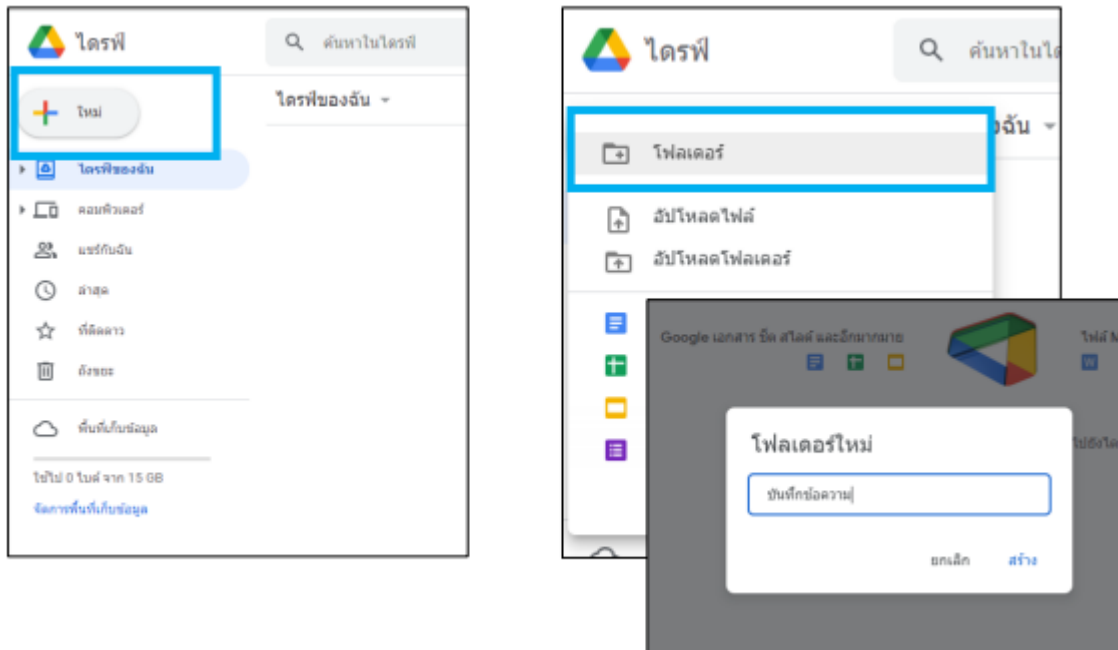 ไดรฟ์
ค้นหาในไดรฟ์
ใหม่
ไดรฟ์ของฉัน
ไดรฟ์ของฉัน
คอมพิวเตอร์
แชร์กับฉัน
ล่าสุด
ที่ติดดาว
ถังขยะ
พื้นที่เก็บข้อมูล
ใช้ไป 0 ไบต์ จาก 15 GB
จัดการพื้นที่เก็บข้อมูล
ไดรฟ์
ค้นหาในได
องฉัน
โฟลเดอร์
อัปโหลดไฟล์
อัปโหลดโฟลเดอร์
Google เอกสาร ชีต สไลด์ และอีกมากมาย
ไฟล์ M
W
ไปยังได
โฟลเดอร์ใหม่
บันทึกข้อความ
ยกเลิก
สร้าง